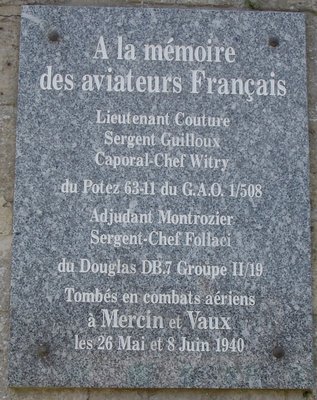 A la mémoire
des aviateurs Français
Lieutenant Couture
Sergent Guilloux
Caporal-Chef Witry
du Potez 63-11 du G.A.O. 1/508
Adjudant Montrozier
Sergent-Chef Follaci
du Douglas DB.7 Groupe II/19
Tombés en combats aériens
à Mercin et Vaux
les 26 Mai et 8 Juin 1940